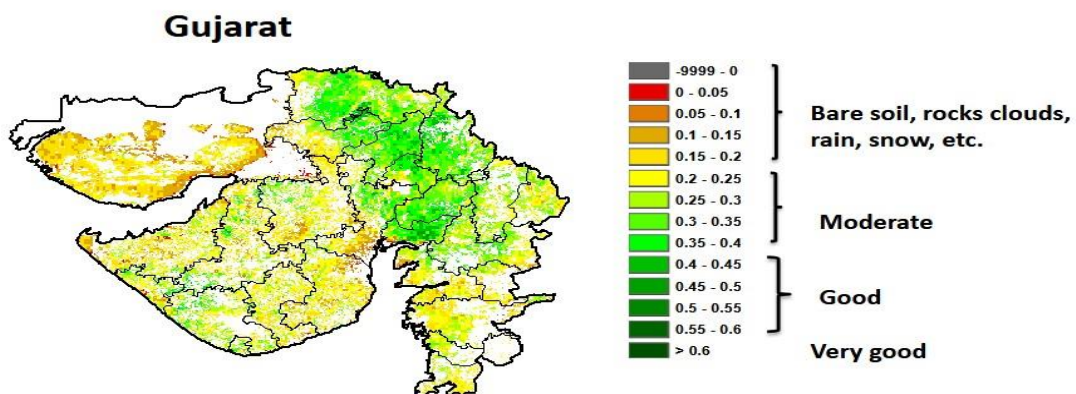 Gujarat
-9999 - 0
0 - 0.05
0.05 - 0.1
0.1 - 0.15
0.15 - 0.2
0.2 - 0.25
0.25 - 0.3
0.3 - 0.35
0.35 - 0.4
0.4 - 0.45
0.45 - 0.5
0.5 - 0.55
0.55 - 0.6
> 0.6
Bare soil, rocks clouds,
rain, snow, etc.
Moderate
Good
Very good